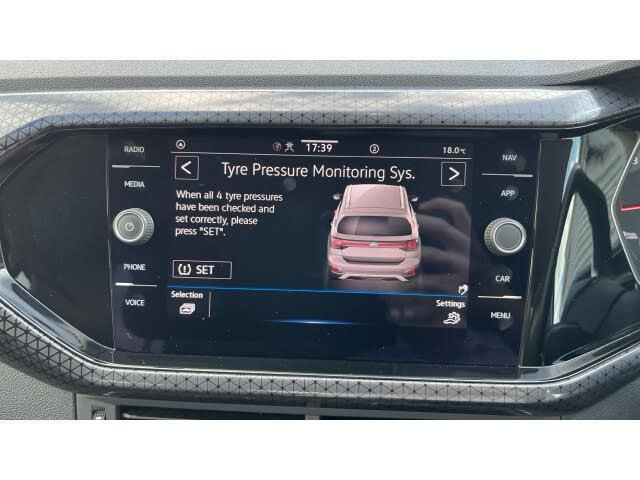 RADIO
MEDIA
PHONE
VOICE
17:39
2
18.0°C
Tyre Pressure Monitoring Sys.
When all 4 tyre pressures
have been checked and
set correctly, please
press "SET".
SET
Selection
Settings
NAV
APP
CAR
MENU